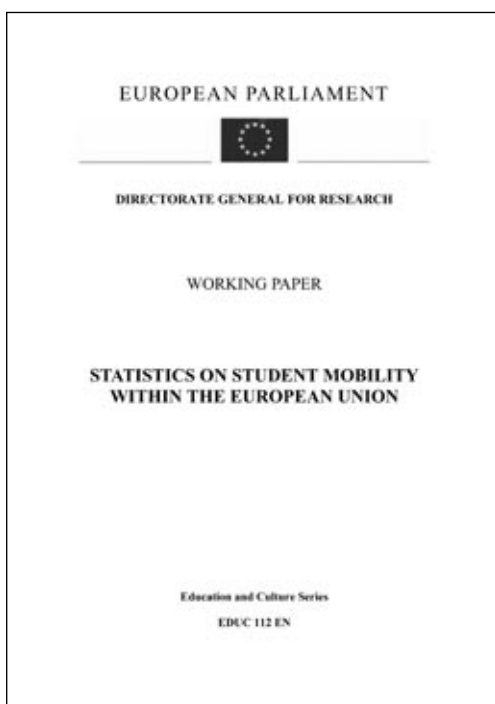 EUROPEAN PARLIAMENT
DIRECTORATE GENERAL FOR RESEARCH
WORKING PAPER
STATISTICS ON STUDENT MOBILITY
WITHIN THE EUROPEAN UNION
Education and Culture Series
EDUC 112 EN